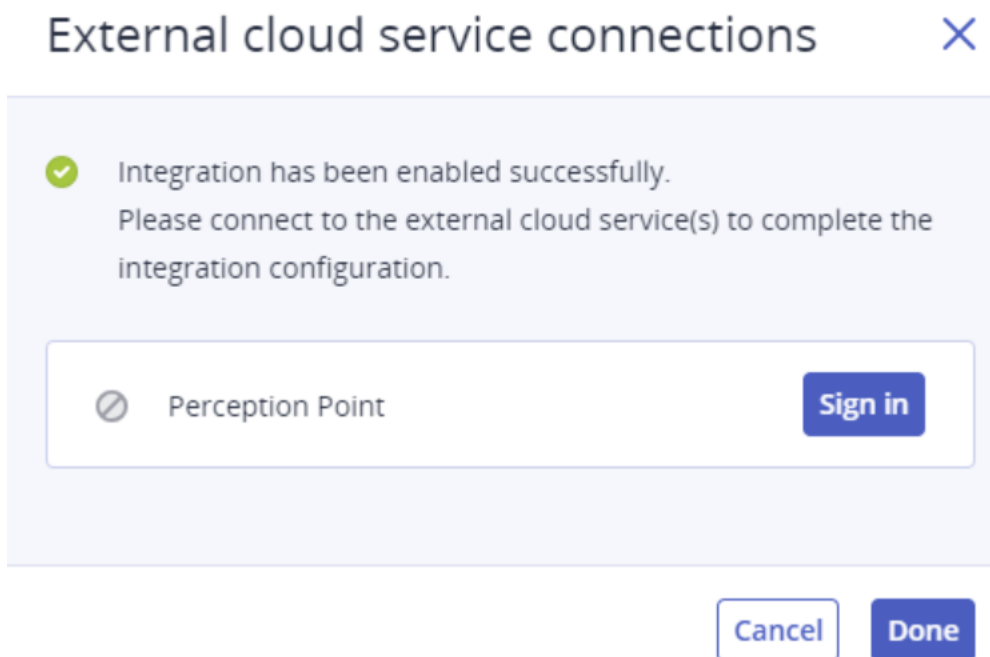 External cloud service connections
Integration has been enabled successfully.
Please connect to the external cloud service(s) to complete the
integration configuration.
Perception Point
Sign in
Cancel
Done